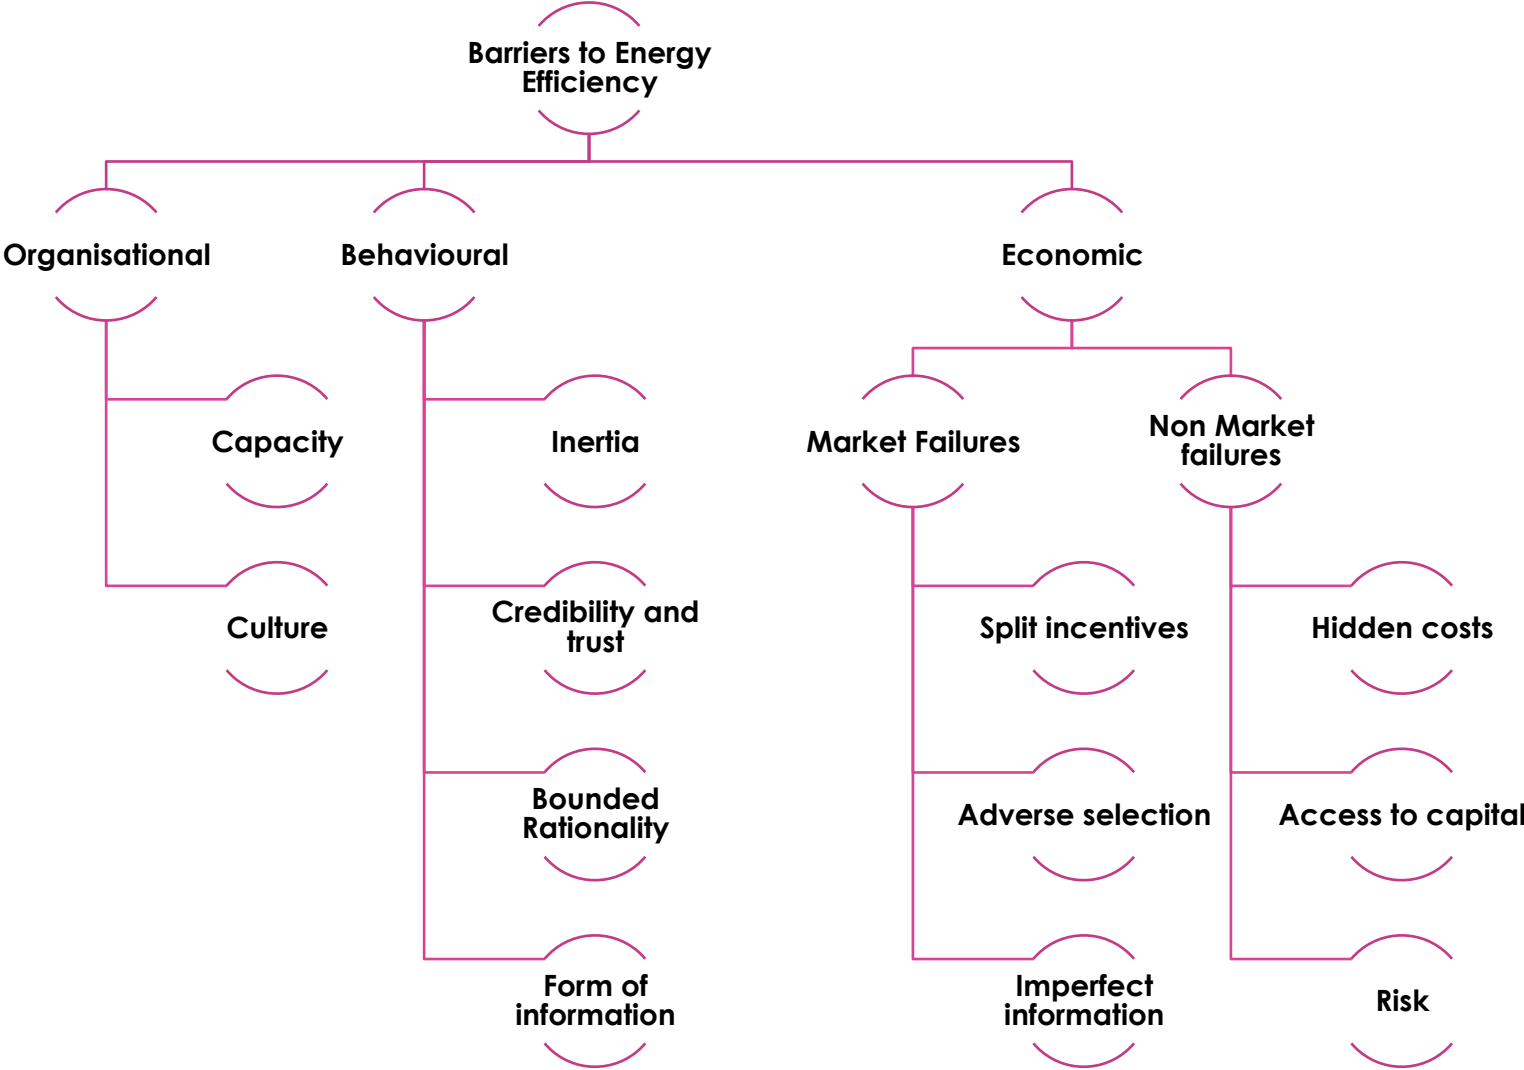 Barriers to Energy
Efficiency
Organisational
Behavioural
Economic
Capacity
Inertia
Market Failures
Non Market
failures
Culture
Credibility and
trust
Split incentives
Hidden costs
Bounded
Rationality
Adverse selection
Access to capital
Form of
information
Imperfect
information
Risk